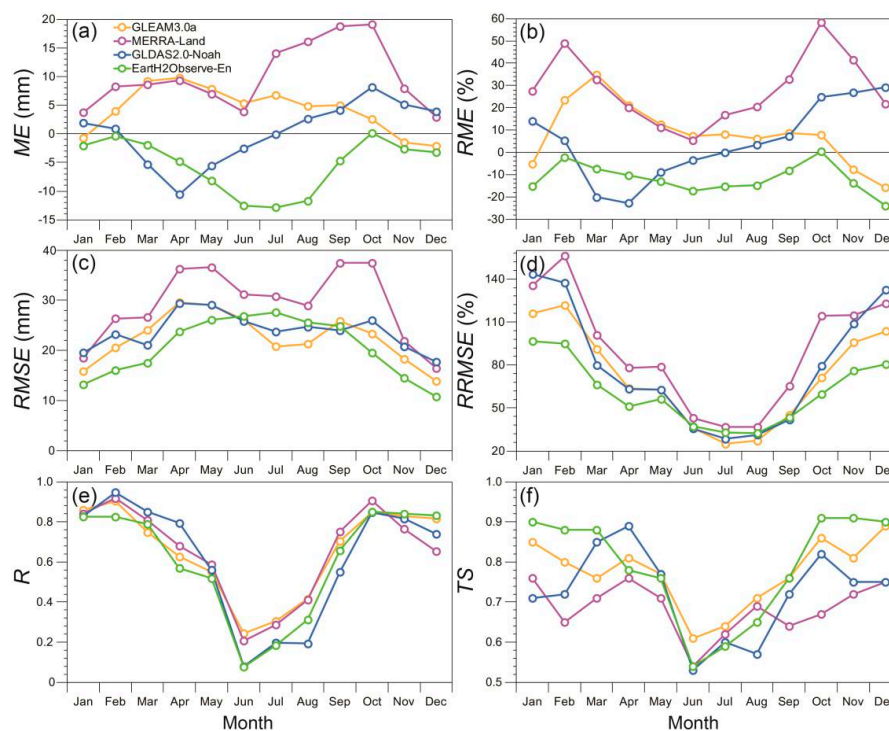 (a)
GLEAM3.0a
MERRA-Land
GLDAS2.0-Noah
EartH2Observe-En
ME (mm)
20
15
10
5
0
-5
-10
-15
Jan Feb Mar Apr May Jun Jul Aug Sep Oct Nov Dec
(b)
RME (%)
60
50
40
30
20
10
0
-10
-20
-30
Jan Feb Mar Apr May Jun Jul Aug Sep Oct Nov Dec
(c)
RMSE (mm)
40
30
20
10
0
Jan Feb Mar Apr May Jun Jul Aug Sep Oct Nov Dec
(d)
RRMSE (%)
140
110
80
50
20
Jan Feb Mar Apr May Jun Jul Aug Sep Oct Nov Dec
(e)
R
1.0
0.8
0.6
0.4
0.2
0
Jan Feb Mar Apr May Jun Jul Aug Sep Oct Nov Dec
Month
(f)
TS
1.0
0.9
0.8
0.7
0.6
0.5
Jan Feb Mar Apr May Jun Jul Aug Sep Oct Nov Dec
Month